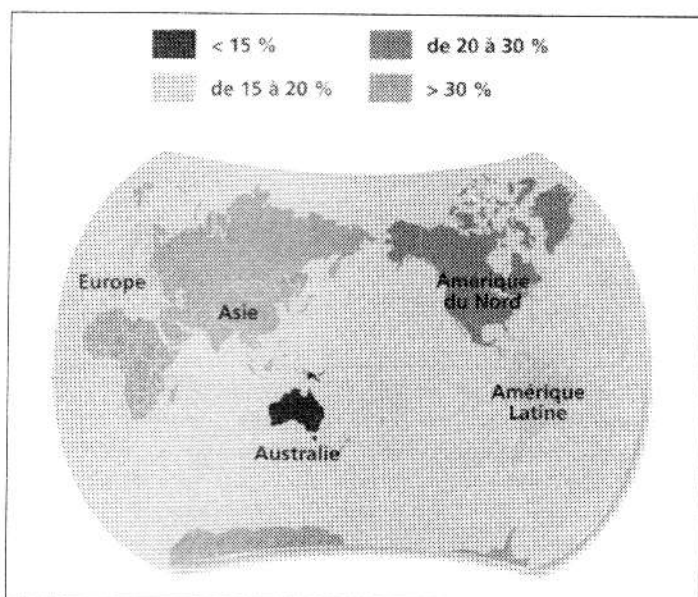 < 15 %
de 20 à 30 %
de 15 à 20 %
> 30 %
Europe
Asie
Amérique
du Nord
Amérique
Latine
Australie